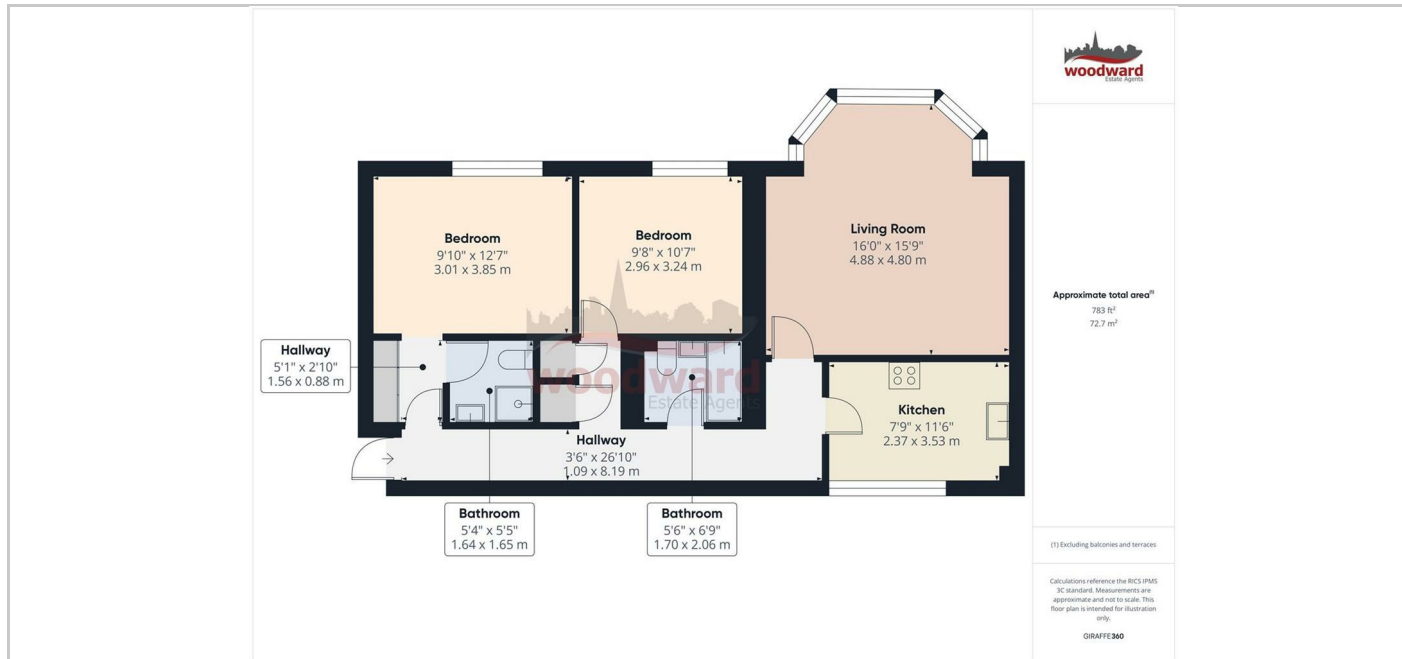 woodward
Estate Agents
Approximate total area⁽¹⁾
783 ft²
72.7 m²
Bedroom
9'10" x 12'7"
3.01 x 3.85 m
Bedroom
9'8" x 10'7"
2.96 x 3.24 m
Living Room
16'0" x 15'9"
4.88 x 4.80 m
Hallway
5'1" x 2'10"
1.56 x 0.88 m
woodward
Estate Agents
Kitchen
7'9" x 11'6"
2.37 x 3.53 m
Hallway
3'6" x 26'10"
1.09 x 8.19 m
Bathroom
5'4" x 5'5"
1.64 x 1.65 m
Bathroom
5'6" x 6'9"
1.70 x 2.06 m
(1) Excluding balconies and terraces
Calculations reference the RICS IPMS
3C standard. Measurements are
approximate and not to scale. This
floor plan is intended for illustration
only.
GIRAFFE360